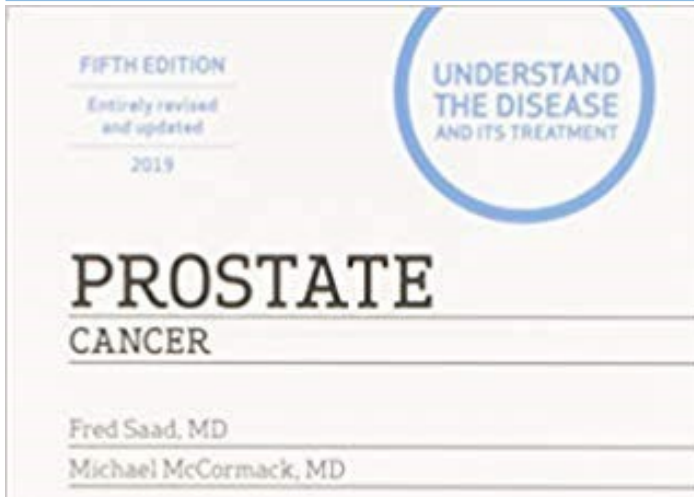 FIFTH EDITION
Entirely revised
and updated
2019
UNDERSTAND
THE DISEASE
AND ITS TREATMENT
PROSTATE
CANCER
Fred Saad, MD
Michael McCormack, MD